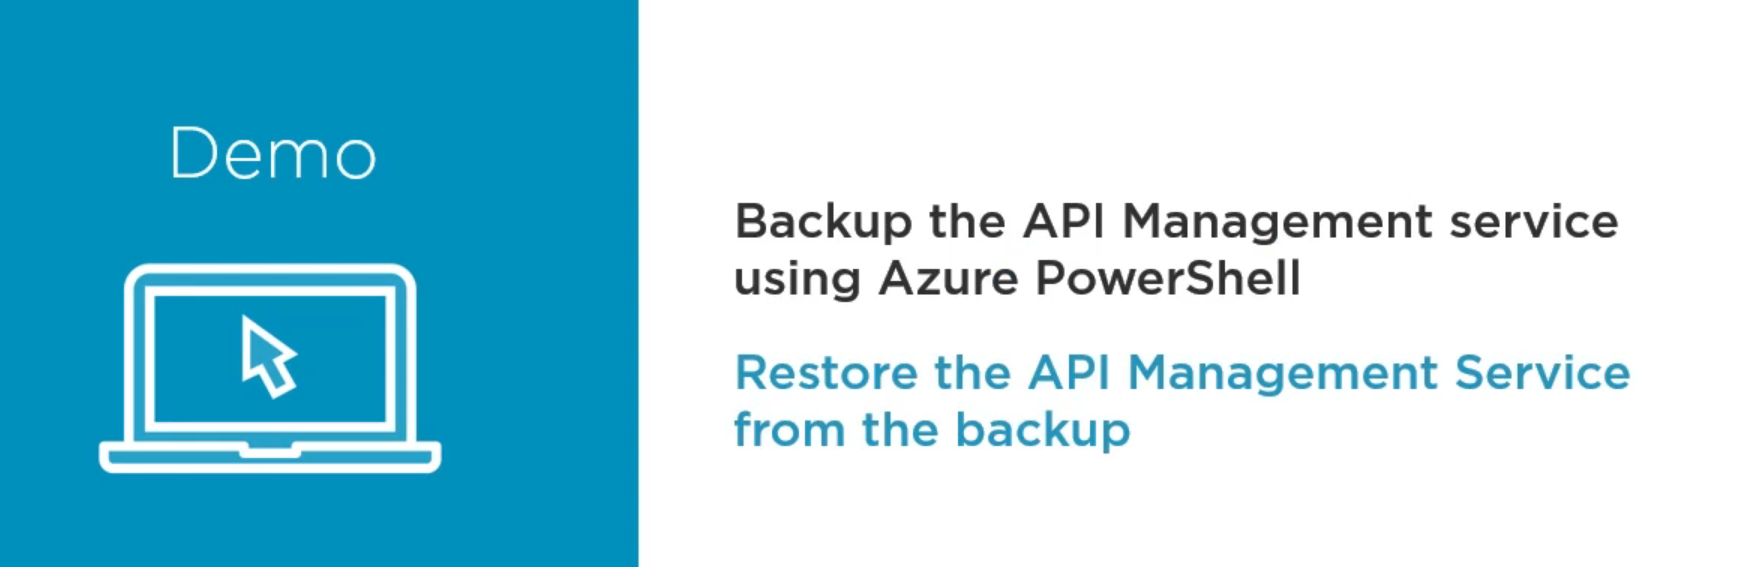 Demo
Backup the API Management service
using Azure PowerShell
Restore the API Management Service
from the backup